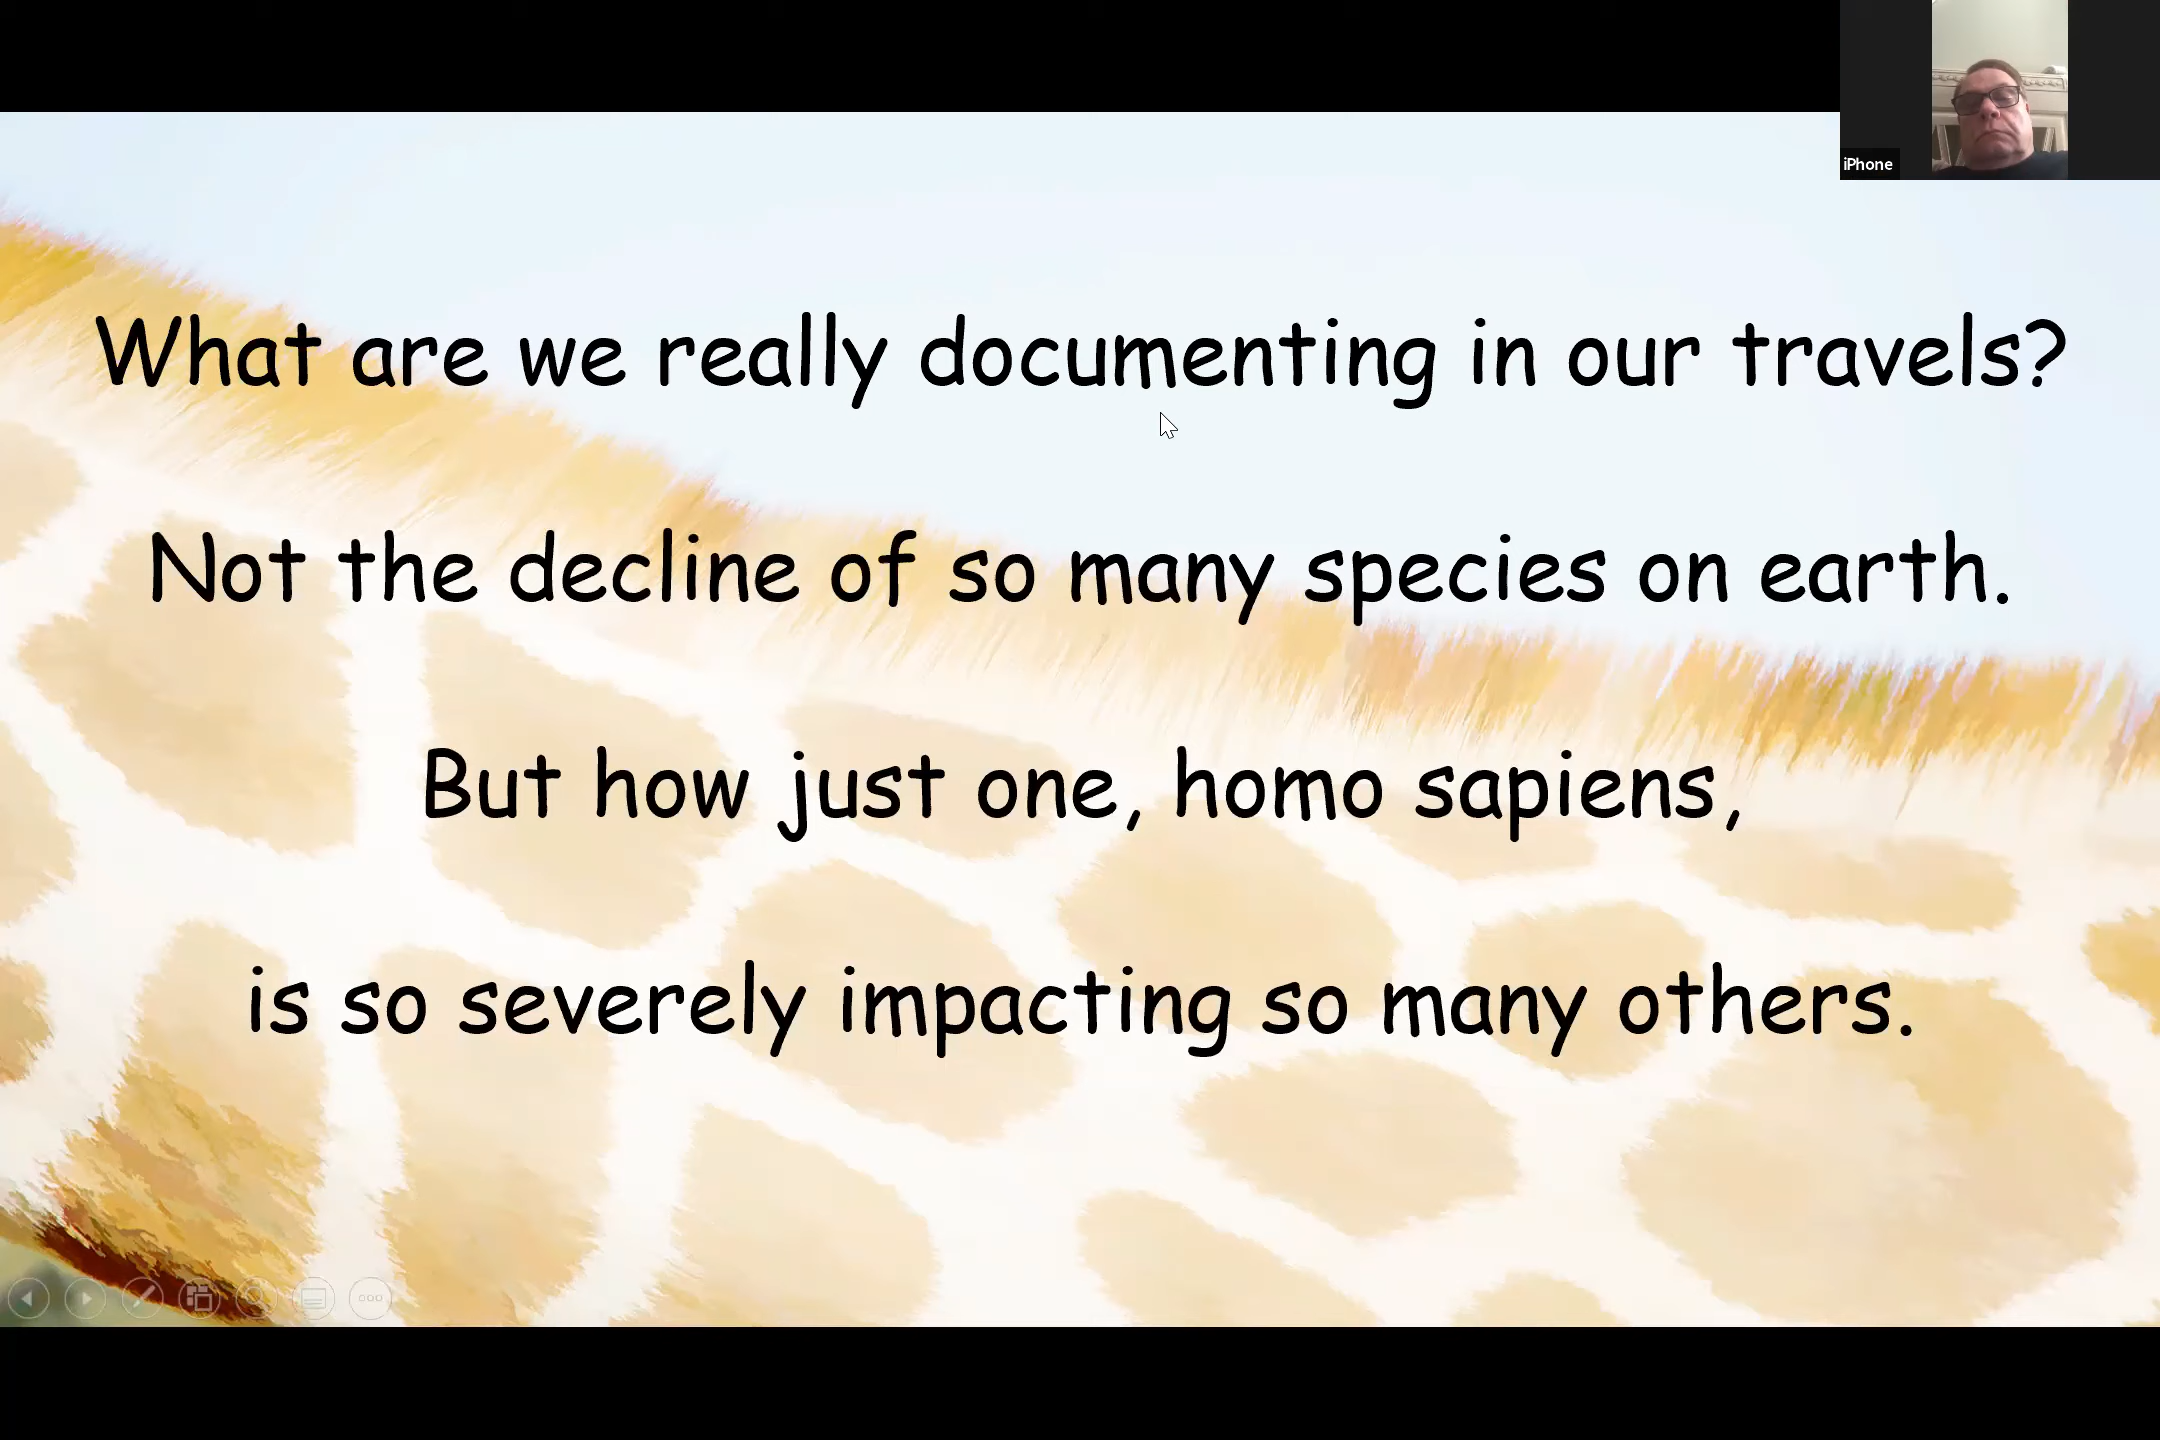 iPhone
What are we really documenting in our travels?
Not the decline of so many species on earth.
But how just one, homo sapiens,
is so severely impacting so many others.